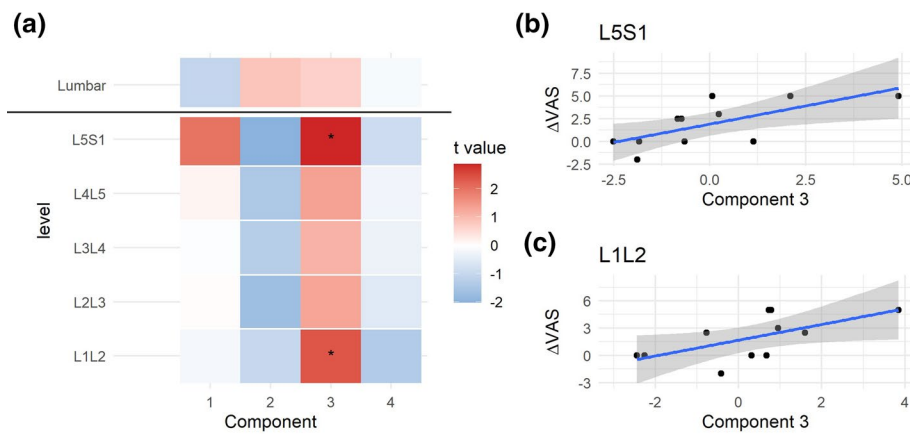 (a)
Lumbar
L5S1
L4L5
L3L4
L2L3
L1L2
level
*
*
1 2 3 4
Component
t value
2
1
0
-1
-2
(b)
L5S1
ΔVAS
7.5
5.0
2.5
0.0
-2.5
-2.5 0.0 2.5 5.0
Component 3
(c)
L1L2
ΔVAS
6
3
0
-3
-2 0 2 4
Component 3